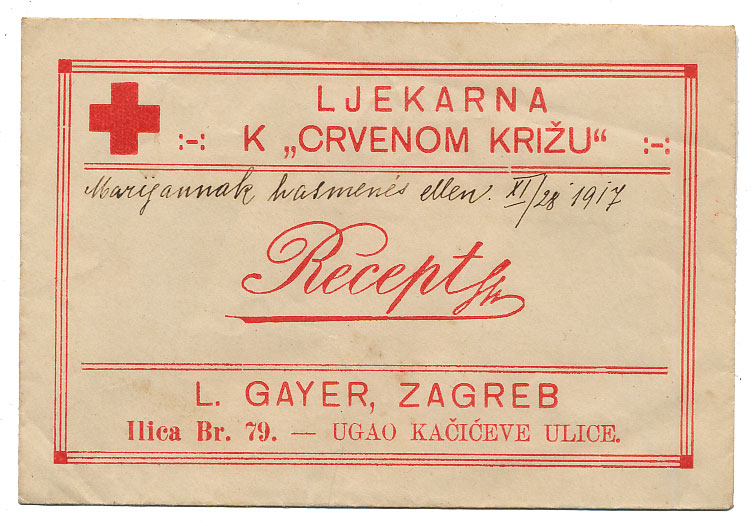 LJEKARNA
:-: K „CRVENOM KRIŽU“ :-:
Marijannak hasmenés ellen. XI/28 1917
Recept
L. GAYER, ZAGREB
Ilica Br. 79. — UGAO KAČIĆEVE ULICE.